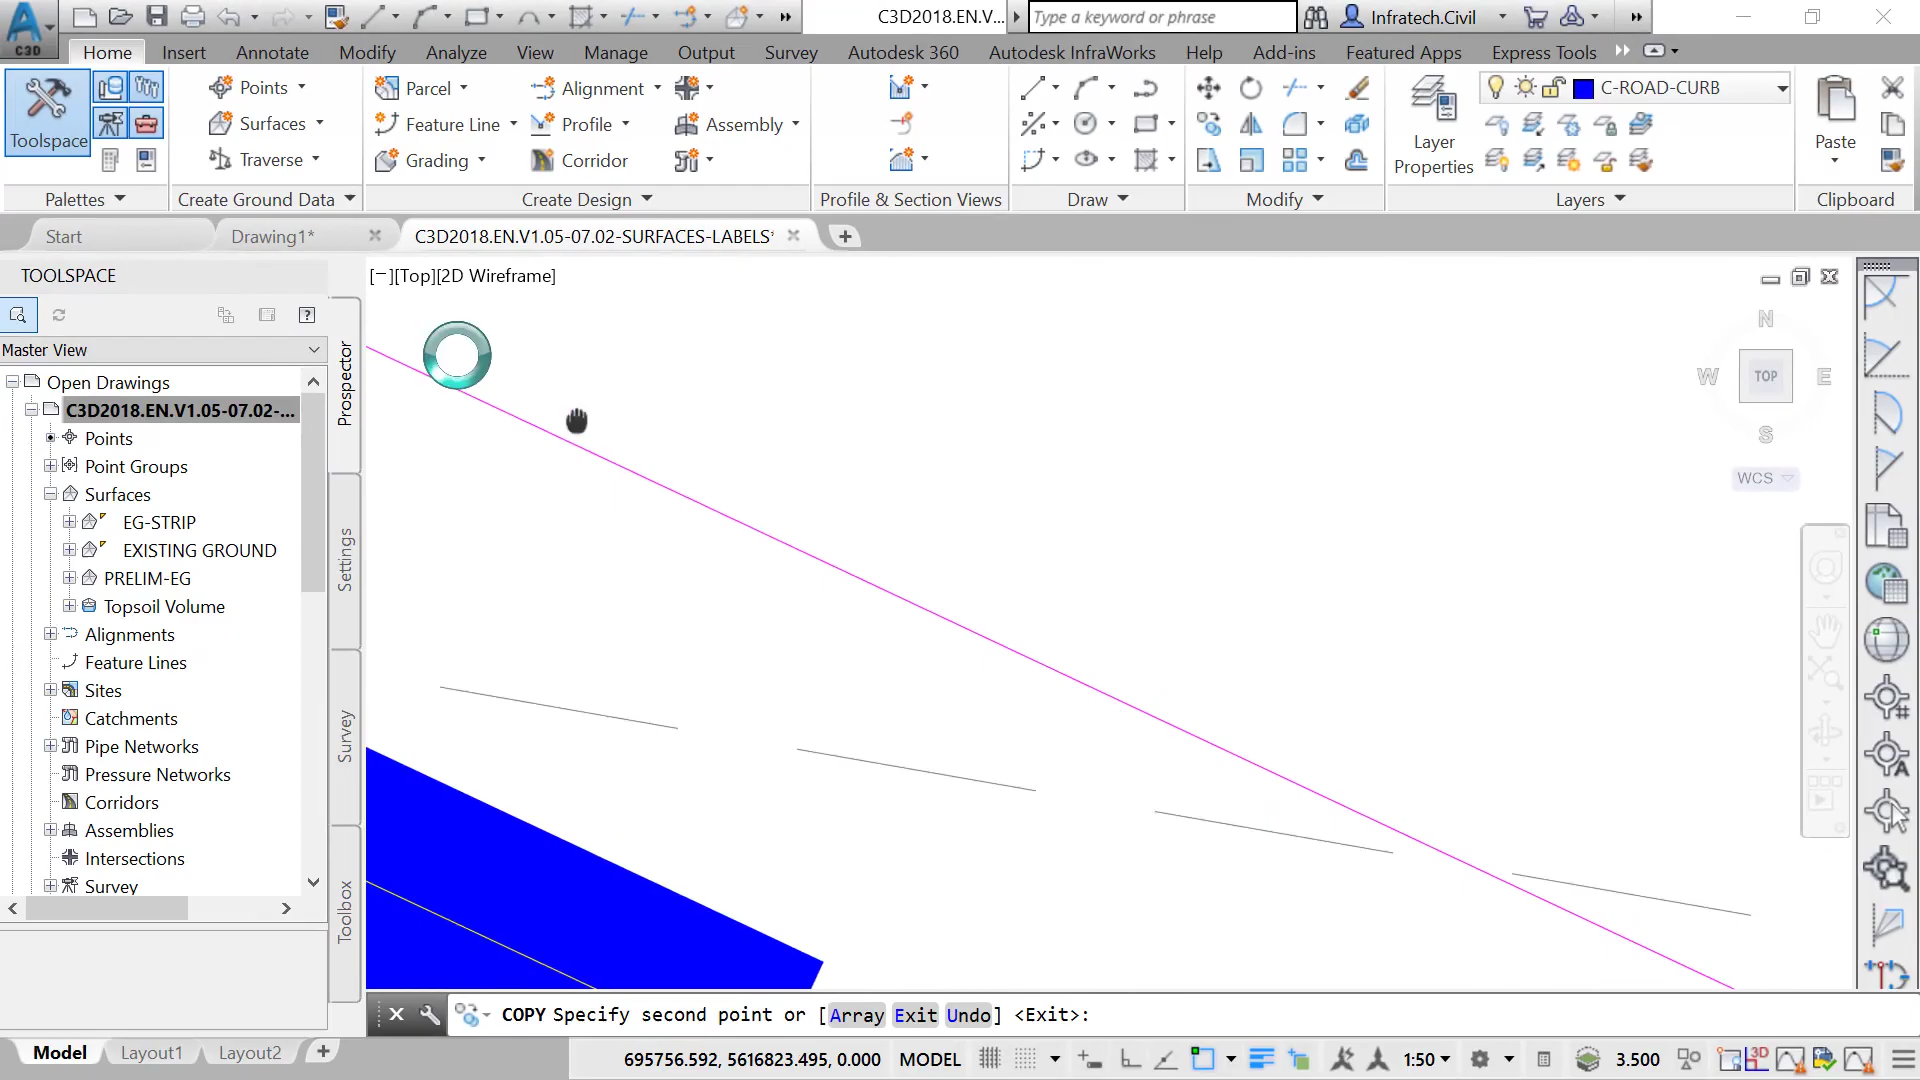 C3D2018.EN.V... Type a keyword or phrase Infratech.Civil
C3D
Home Insert Annotate Modify Analyze View Manage Output Survey Autodesk 360 Autodesk InfraWorks Help Add-ins Featured Apps Express Tools
Points Parcel Alignment C-ROAD-CURB
Surfaces Feature Line Profile Assembly
Toolspace Layer Properties Paste
Traverse Grading Corridor
Palettes Create Ground Data Create Design Profile & Section Views Draw Modify Layers Clipboard
Start Drawing1* C3D2018.EN.V1.05-07.02-SURFACES-LABELS*
TOOLSPACE
[−][Top][2D Wireframe]
Master View
Open Drawings
C3D2018.EN.V1.05-07.02-...
Points
Point Groups
Surfaces
EG-STRIP
EXISTING GROUND
PRELIM-EG
Topsoil Volume
Alignments
Feature Lines
Sites
Catchments
Pipe Networks
Pressure Networks
Corridors
Assemblies
Intersections
Survey
Prospector
Settings
Survey
Toolbox
N
W TOP E
S
WCS
COPY Specify second point or [Array Exit Undo] <Exit>:
Model Layout1 Layout2
695756.592, 5616823.495, 0.000 MODEL 1:50 3.500